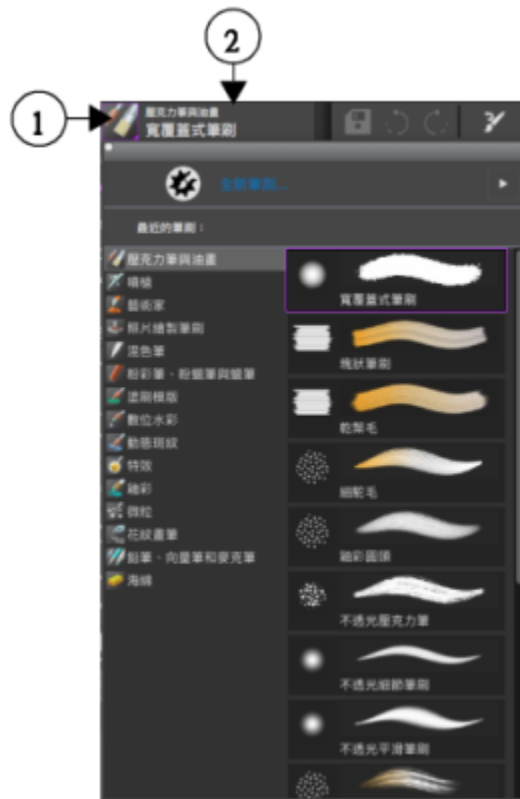 2
1
壓克力筆與油畫
寬覆蓋式筆刷
全新筆刷...
最近的筆刷：
壓克力筆與油畫
噴槍
藝術家
照片繪製筆刷
混色筆
粉彩筆、粉蠟筆與蠟筆
塗刷模版
數位水彩
動態斑紋
特效
釉彩
微粒
花紋畫筆
鉛筆、向量筆和麥克筆
海綿
寬覆蓋式筆刷
塊狀筆刷
乾鬃毛
細駝毛
釉彩圓頭
不透光壓克力筆
不透光細節筆刷
不透光平滑筆刷